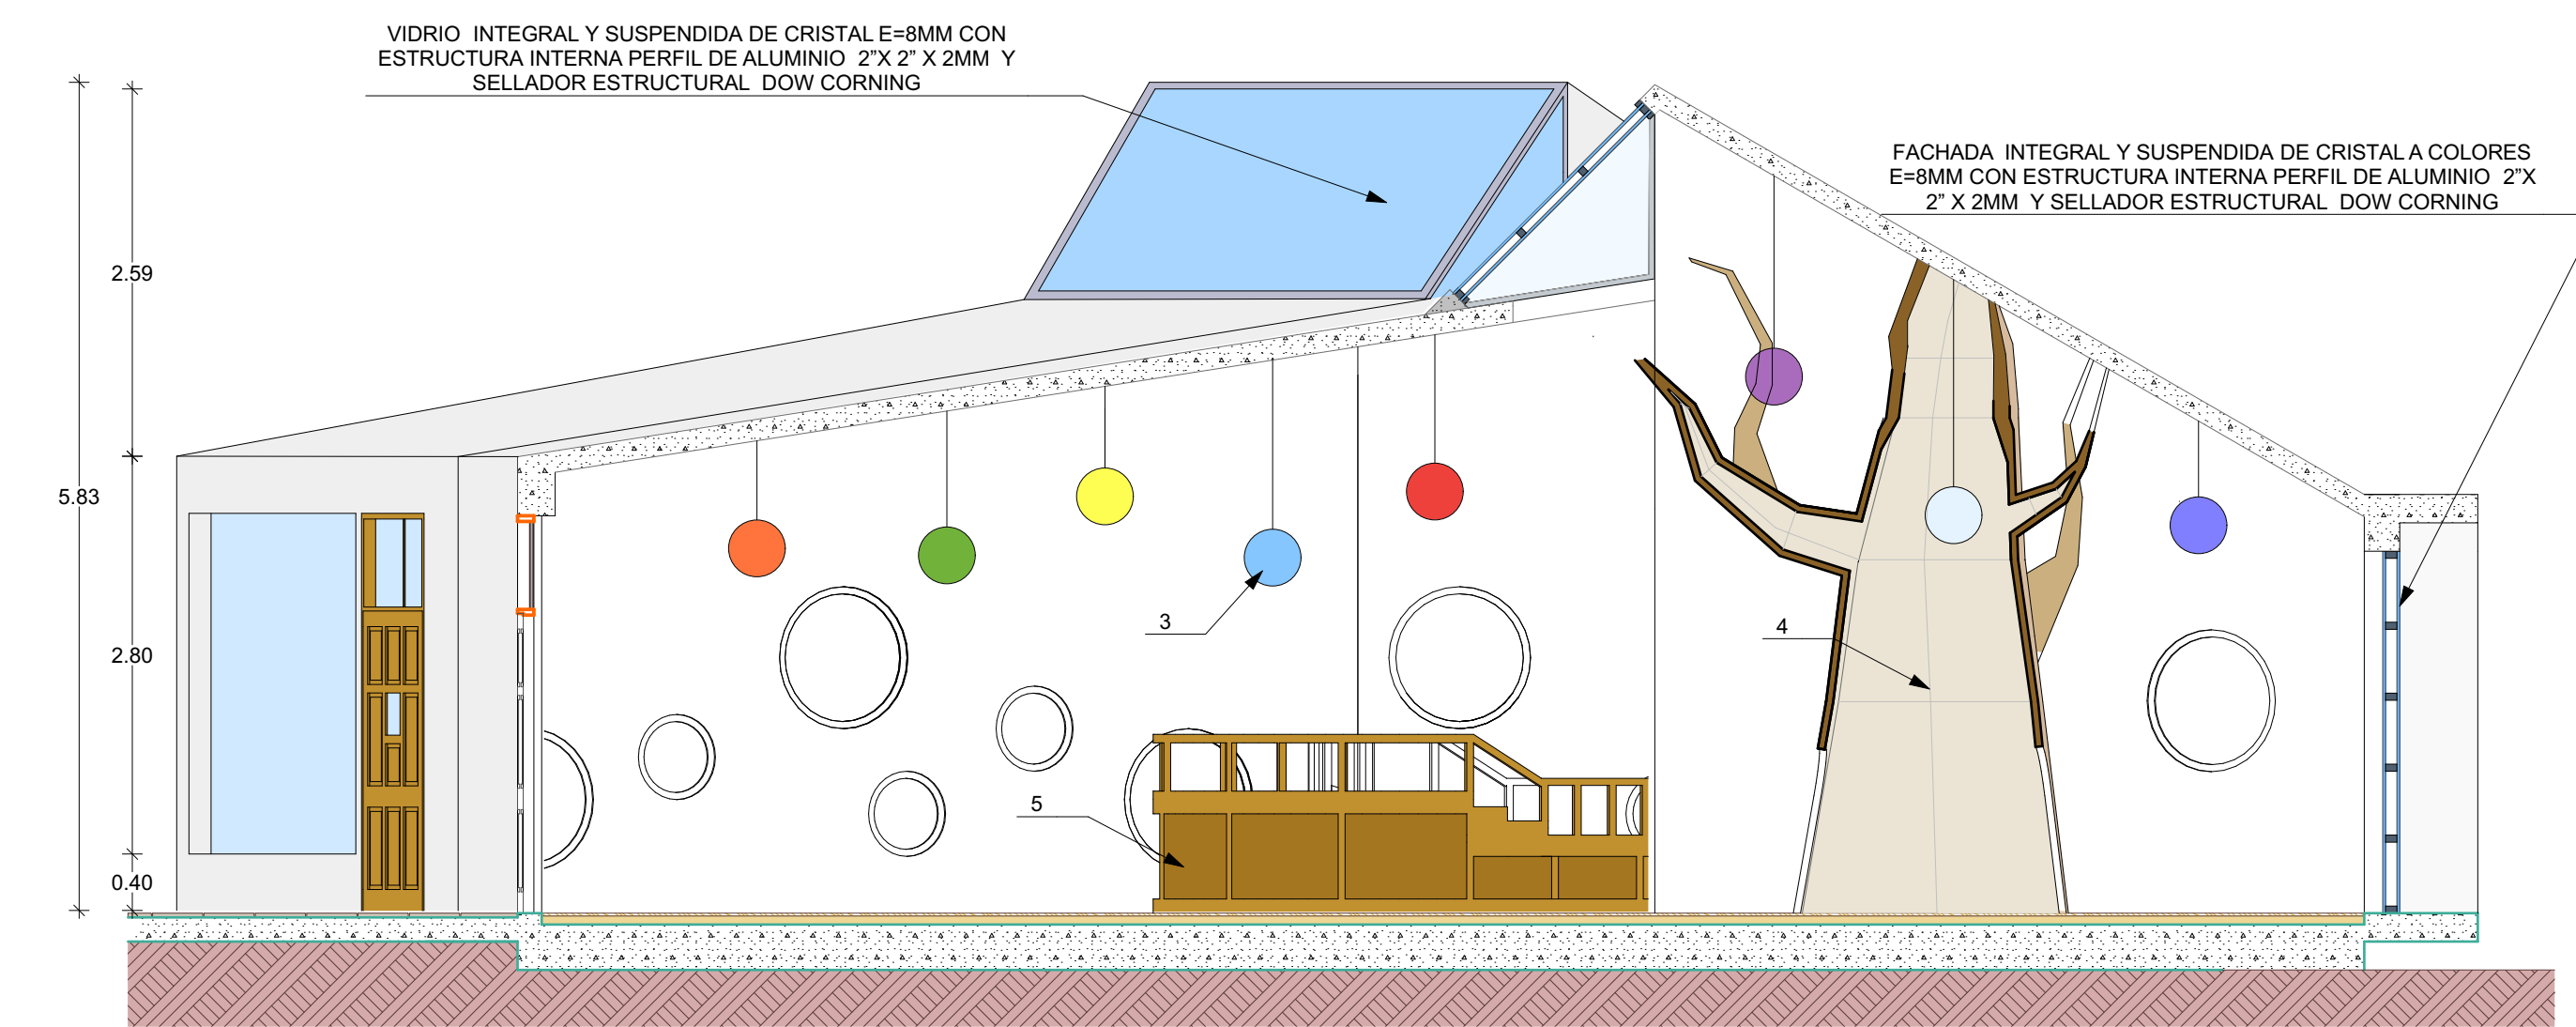 VIDRIO INTEGRAL Y SUSPENDIDA DE CRISTAL E=8MM CON
ESTRUCTURA INTERNA PERFIL DE ALUMINIO 2”X 2” X 2MM Y
SELLADOR ESTRUCTURAL DOW CORNING
FACHADA INTEGRAL Y SUSPENDIDA DE CRISTAL A COLORES
E=8MM CON ESTRUCTURA INTERNA PERFIL DE ALUMINIO 2”X
2” X 2MM Y SELLADOR ESTRUCTURAL DOW CORNING
2.59
5.83
3
4
2.80
5
0.40